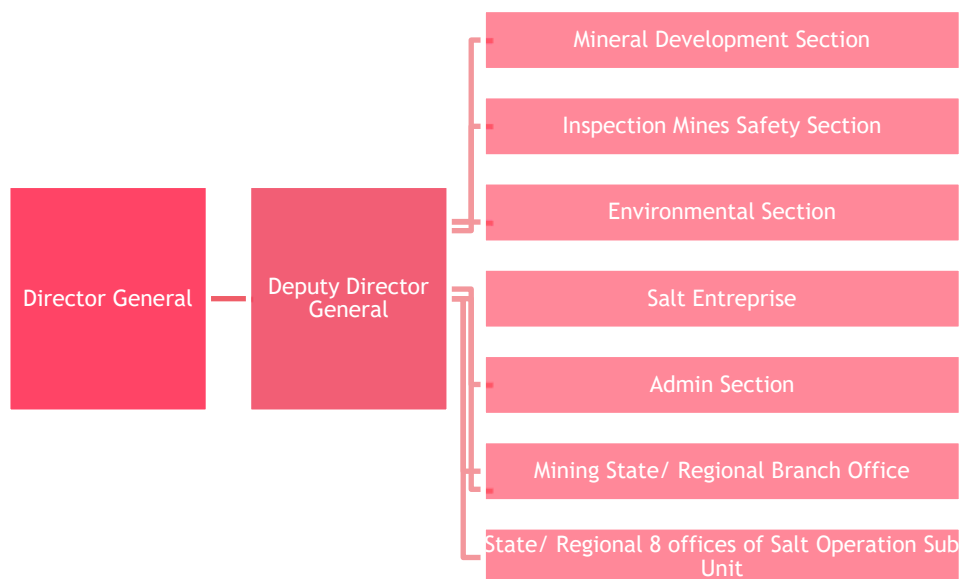 Director General
Deputy Director
General
Mineral Development Section
Inspection Mines Safety Section
Environmental Section
Salt Entreprise
Admin Section
Mining State/ Regional Branch Office
State/ Regional 8 offices of Salt Operation Sub
Unit